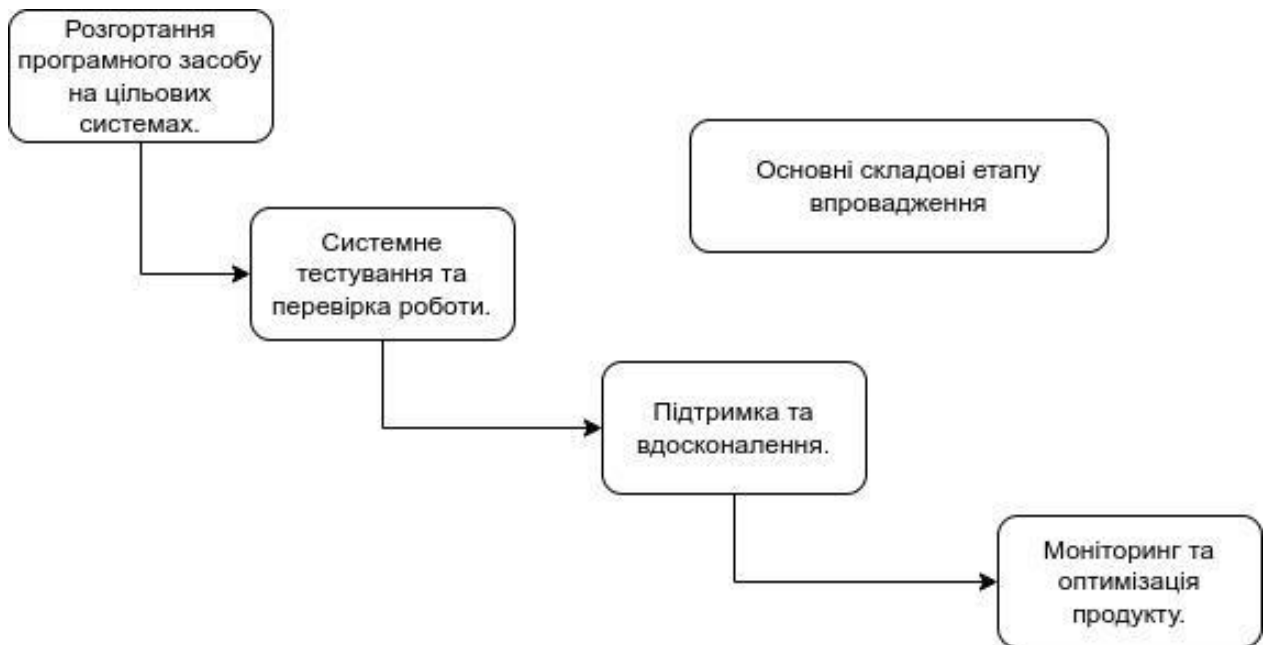 Розгортання
програмного засобу
на цільових
системах.
Основні складові етапу
впровадження
Системне
тестування та
перевірка роботи.
Підтримка та
вдосконалення.
Моніторинг та
оптимізація
продукту.